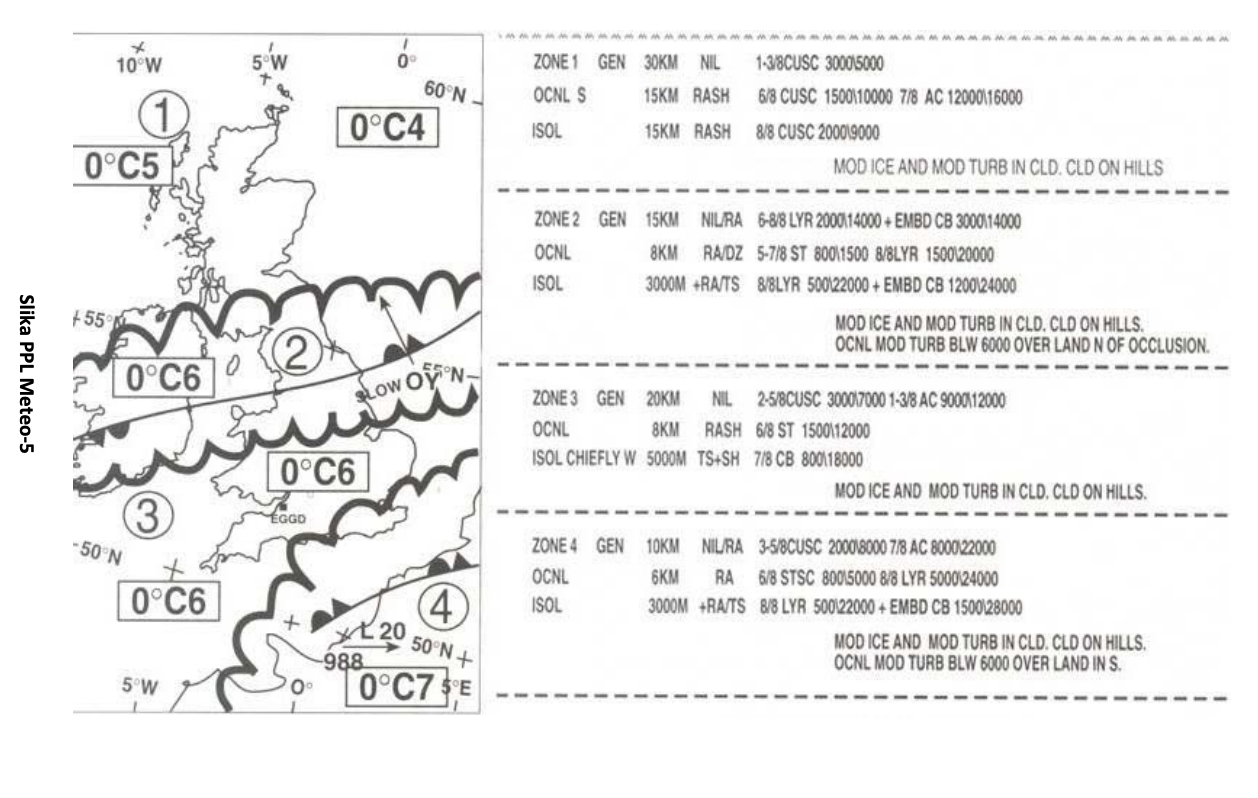 Slika PPL Meteo-5
10°W
5°W
0°
60°N
1
0°C4
0°C5
55°N
2
0°C6
SLOW
OY
55°N
0°C6
3
EGGD
50°N
0°C6
4
L 20
988
50°N
5°W
0°
0°C7
5°E
ZONE 1 GEN 30KM NIL 1-3/8CUSC 3000\5000
OCNL S 15KM RASH 6/8 CUSC 1500\10000 7/8 AC 12000\16000
ISOL 15KM RASH 8/8 CUSC 2000\9000
MOD ICE AND MOD TURB IN CLD. CLD ON HILLS
ZONE 2 GEN 15KM NIL/RA 6-8/8 LYR 2000\14000 + EMBD CB 3000\14000
OCNL 8KM RA/DZ 5-7/8 ST 800\1500 8/8LYR 1500\20000
ISOL 3000M +RA/TS 8/8LYR 500\22000 + EMBD CB 1200\24000
MOD ICE AND MOD TURB IN CLD. CLD ON HILLS.
OCNL MOD TURB BLW 6000 OVER LAND N OF OCCLUSION.
ZONE 3 GEN 20KM NIL 2-5/8CUSC 3000\7000 1-3/8 AC 9000\12000
OCNL 8KM RASH 6/8 ST 1500\12000
ISOL CHIEFLY W 5000M TS+SH 7/8 CB 800\18000
MOD ICE AND MOD TURB IN CLD. CLD ON HILLS.
ZONE 4 GEN 10KM NIL/RA 3-5/8CUSC 2000\8000 7/8 AC 8000\22000
OCNL 6KM RA 6/8 STSC 800\5000 8/8 LYR 5000\24000
ISOL 3000M +RA/TS 8/8 LYR 500\22000 + EMBD CB 1500\28000
MOD ICE AND MOD TURB IN CLD. CLD ON HILLS.
OCNL MOD TURB BLW 6000 OVER LAND IN S.